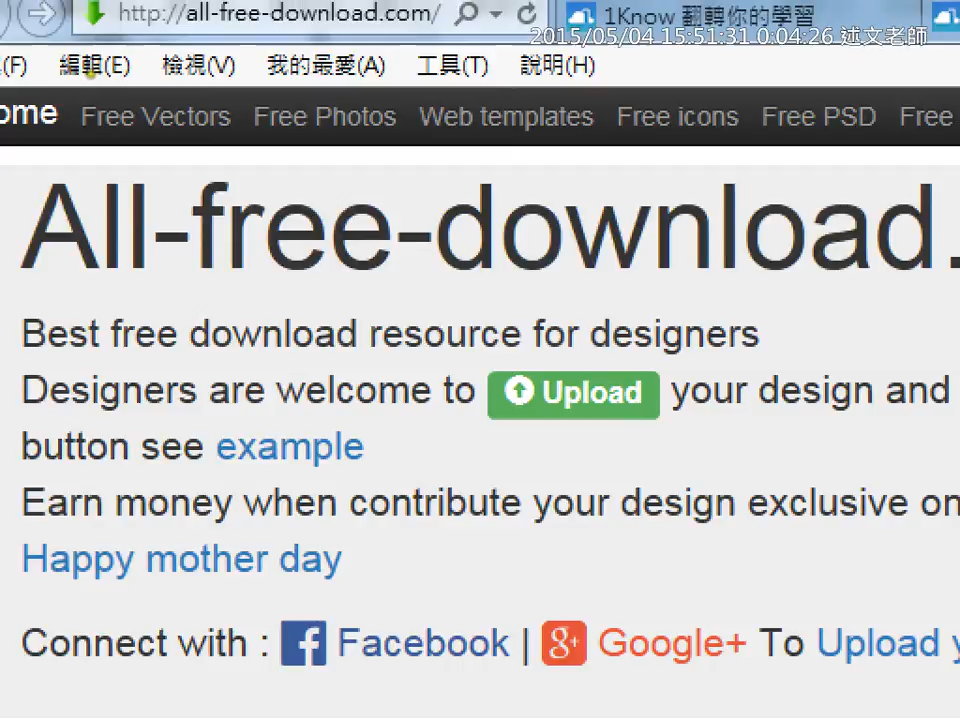 http://all-free-download.com/
1Know 翻轉你的學習
2015/05/04 15:51:31 0:04:26 述文老師
(F) 編輯(E) 檢視(V) 我的最愛(A) 工具(T) 說明(H)
ome Free Vectors Free Photos Web templates Free icons Free PSD Free
All-free-download.
Best free download resource for designers
Designers are welcome to Upload your design and
button see example
Earn money when contribute your design exclusive on
Happy mother day
Connect with : Facebook | Google+ To Upload y